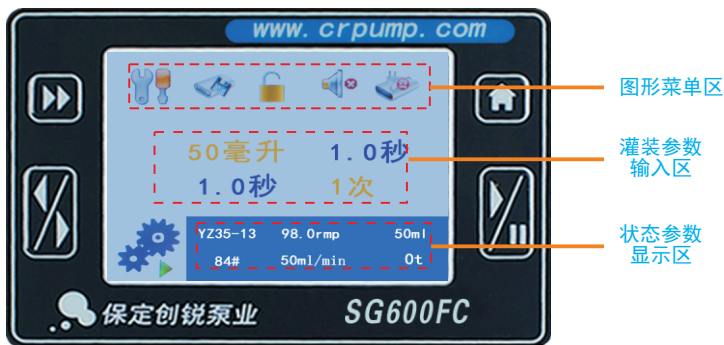 www. crpump. com
图形菜单区
50毫升 1.0秒
灌装参数
输入区
1.0秒 1次
YZ35-13 98.0rmp 50ml
状态参数
显示区
84# 50ml/min 0t
保定创锐泵业 SG600FC